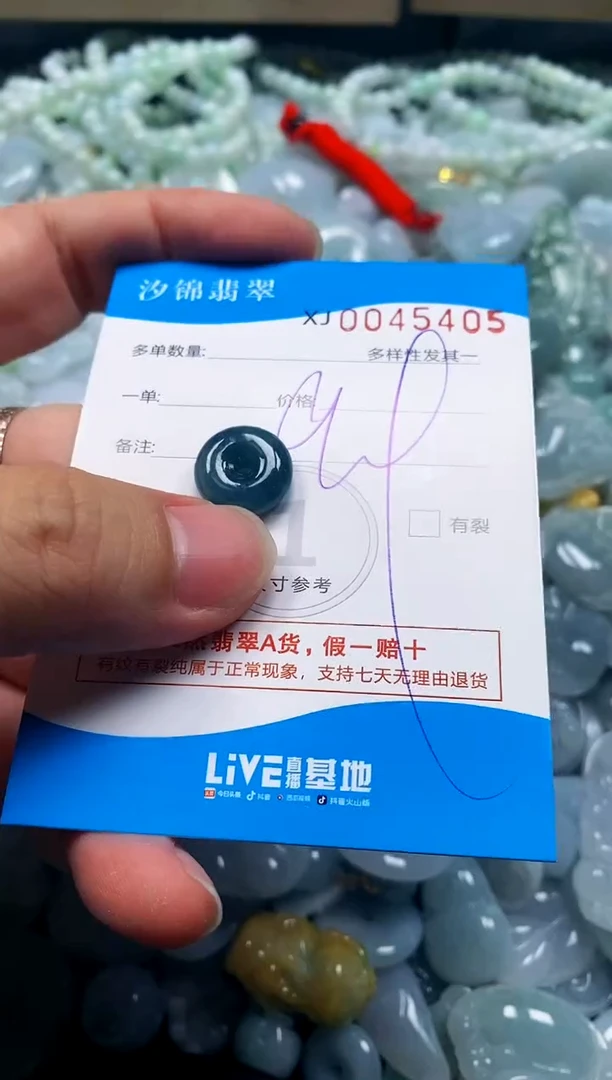 汐锦翡翠
XJ0045405
多单数量:
多样性发其一
一单:
价格
备注:
1
有裂
寸参考
翡翠A货，假一赔十
有纹有裂纯属于正常现象，支持七天无理由退货
LiVE直播基地
今日头条 抖音 西瓜视频 抖音火山版